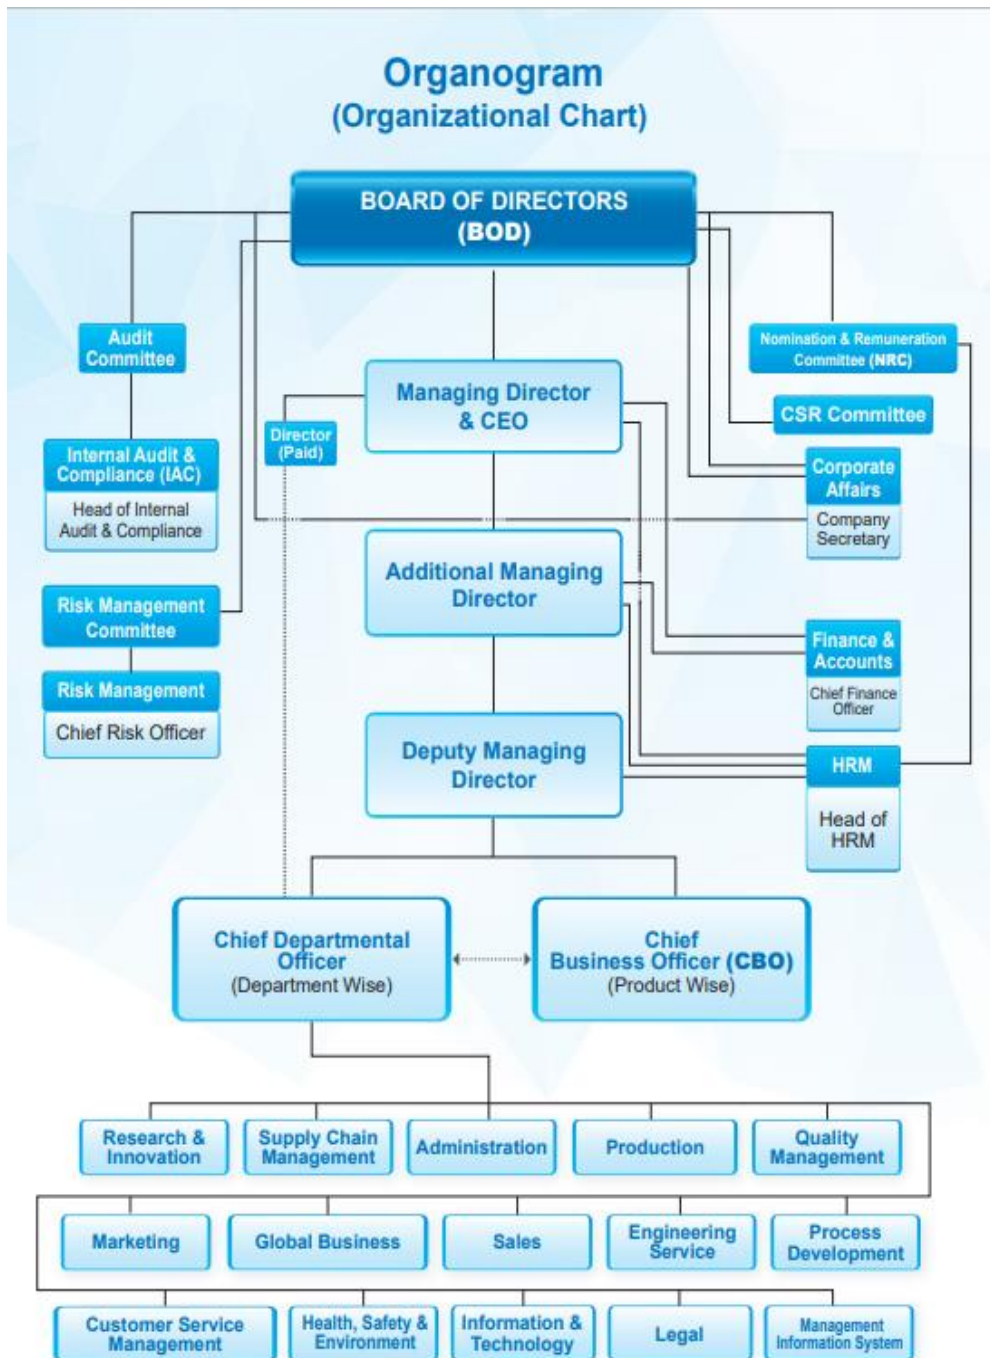 Organogram
(Organizational Chart)
BOARD OF DIRECTORS
(BOD)
Audit
Committee
Nomination & Remuneration
Committee (NRC)
Managing Director
& CEO
CSR Committee
Director
(Paid)
Internal Audit &
Compliance (IAC)
Head of Internal
Audit & Compliance
Corporate
Affairs
Company
Secretary
Additional Managing
Director
Risk Management
Committee
Finance &
Accounts
Chief Finance
Officer
Risk Management
Chief Risk Officer
Deputy Managing
Director
HRM
Head of
HRM
Chief Departmental
Officer
(Department Wise)
Chief
Business Officer (CBO)
(Product Wise)
Research &
Innovation
Supply Chain
Management
Administration
Production
Quality
Management
Marketing
Global Business
Sales
Engineering
Service
Process
Development
Customer Service
Management
Health, Safety &
Environment
Information &
Technology
Legal
Management
Information System